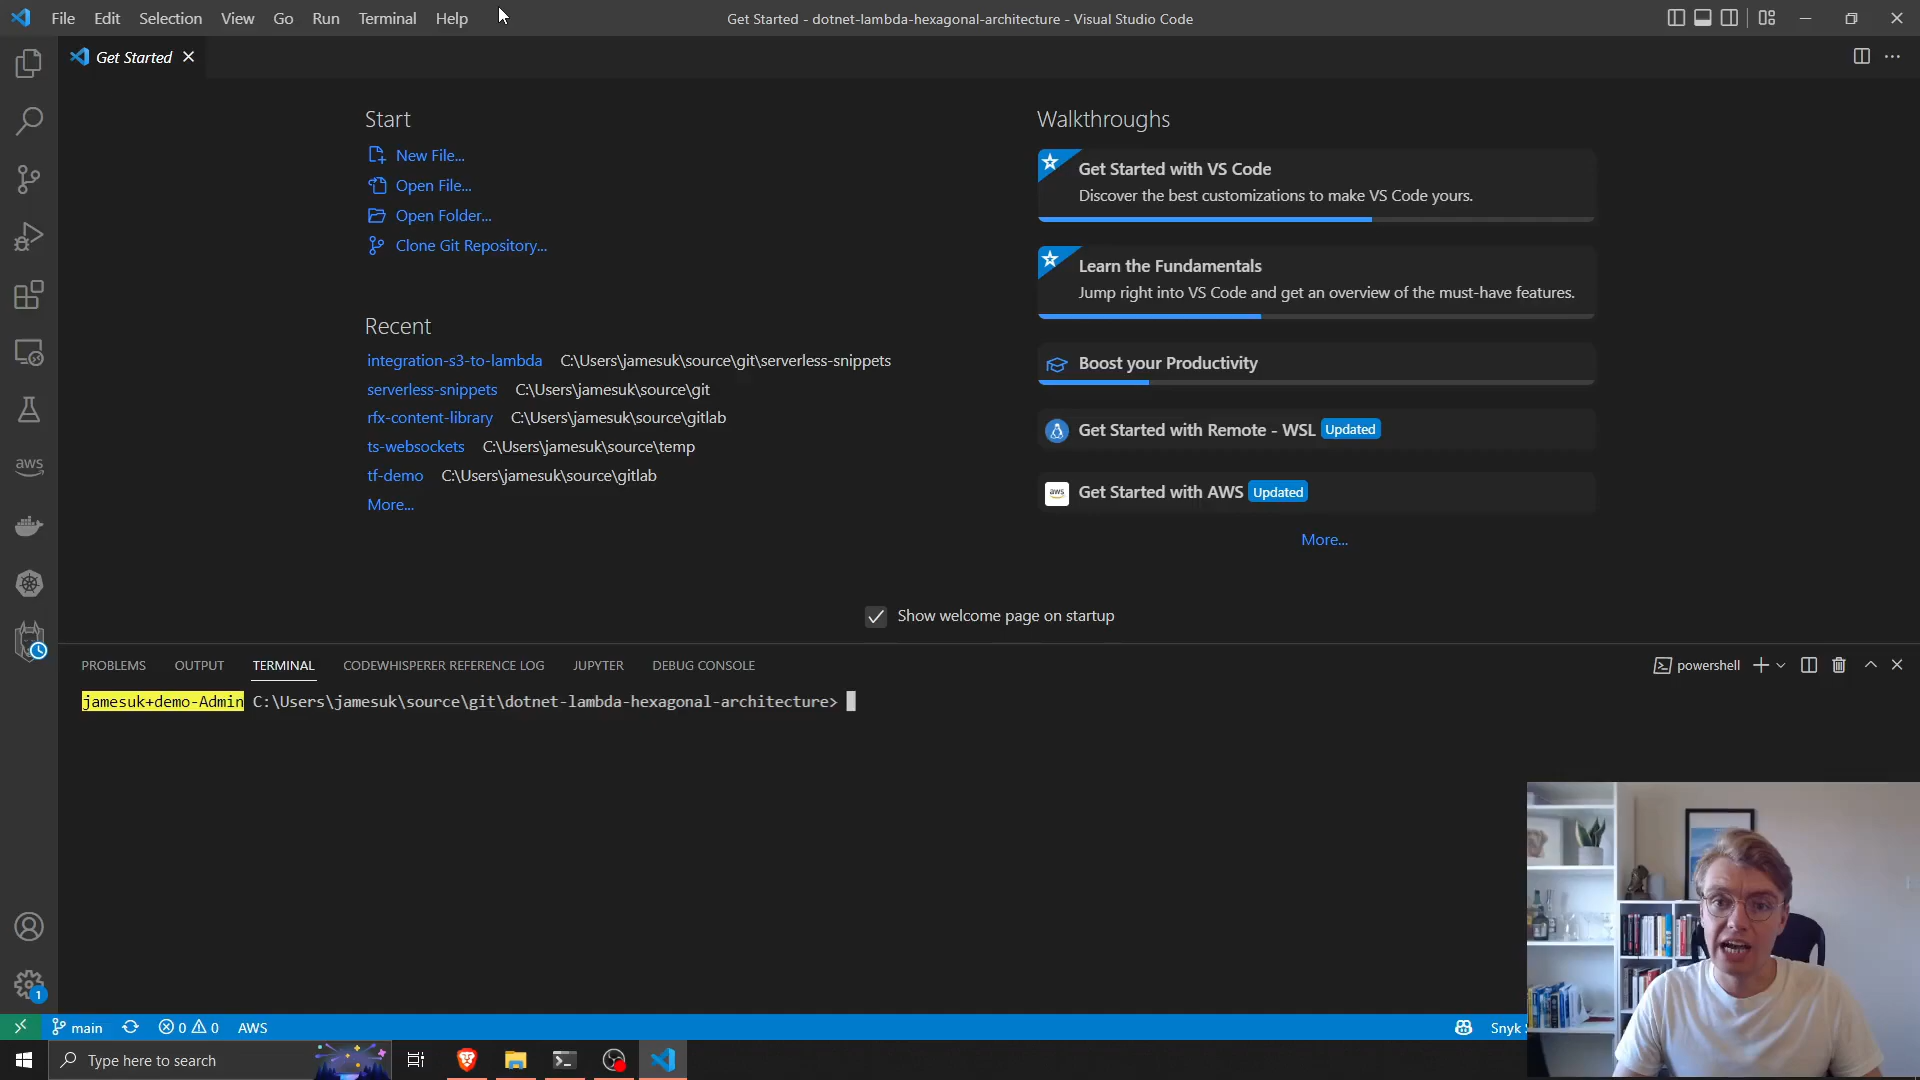 File Edit Selection View Go Run Terminal Help
Get Started - dotnet-lambda-hexagonal-architecture - Visual Studio Code
Get Started
Start
New File...
Open File...
Open Folder...
Clone Git Repository...
Recent
integration-s3-to-lambda C:\Users\jamesuk\source\git\serverless-snippets
serverless-snippets C:\Users\jamesuk\source\git
rfx-content-library C:\Users\jamesuk\source\gitlab
ts-websockets C:\Users\jamesuk\source\temp
tf-demo C:\Users\jamesuk\source\gitlab
More...
Walkthroughs
Get Started with VS Code
Discover the best customizations to make VS Code yours.
Learn the Fundamentals
Jump right into VS Code and get an overview of the must-have features.
Boost your Productivity
Get Started with Remote - WSL Updated
aws Get Started with AWS Updated
More...
Show welcome page on startup
aws
PROBLEMS OUTPUT TERMINAL CODEWHISPERER REFERENCE LOG JUPYTER DEBUG CONSOLE
powershell
jamesuk+demo-Admin C:\Users\jamesuk\source\git\dotnet-lambda-hexagonal-architecture>
1
main 0 0 AWS
Snyk
Type here to search